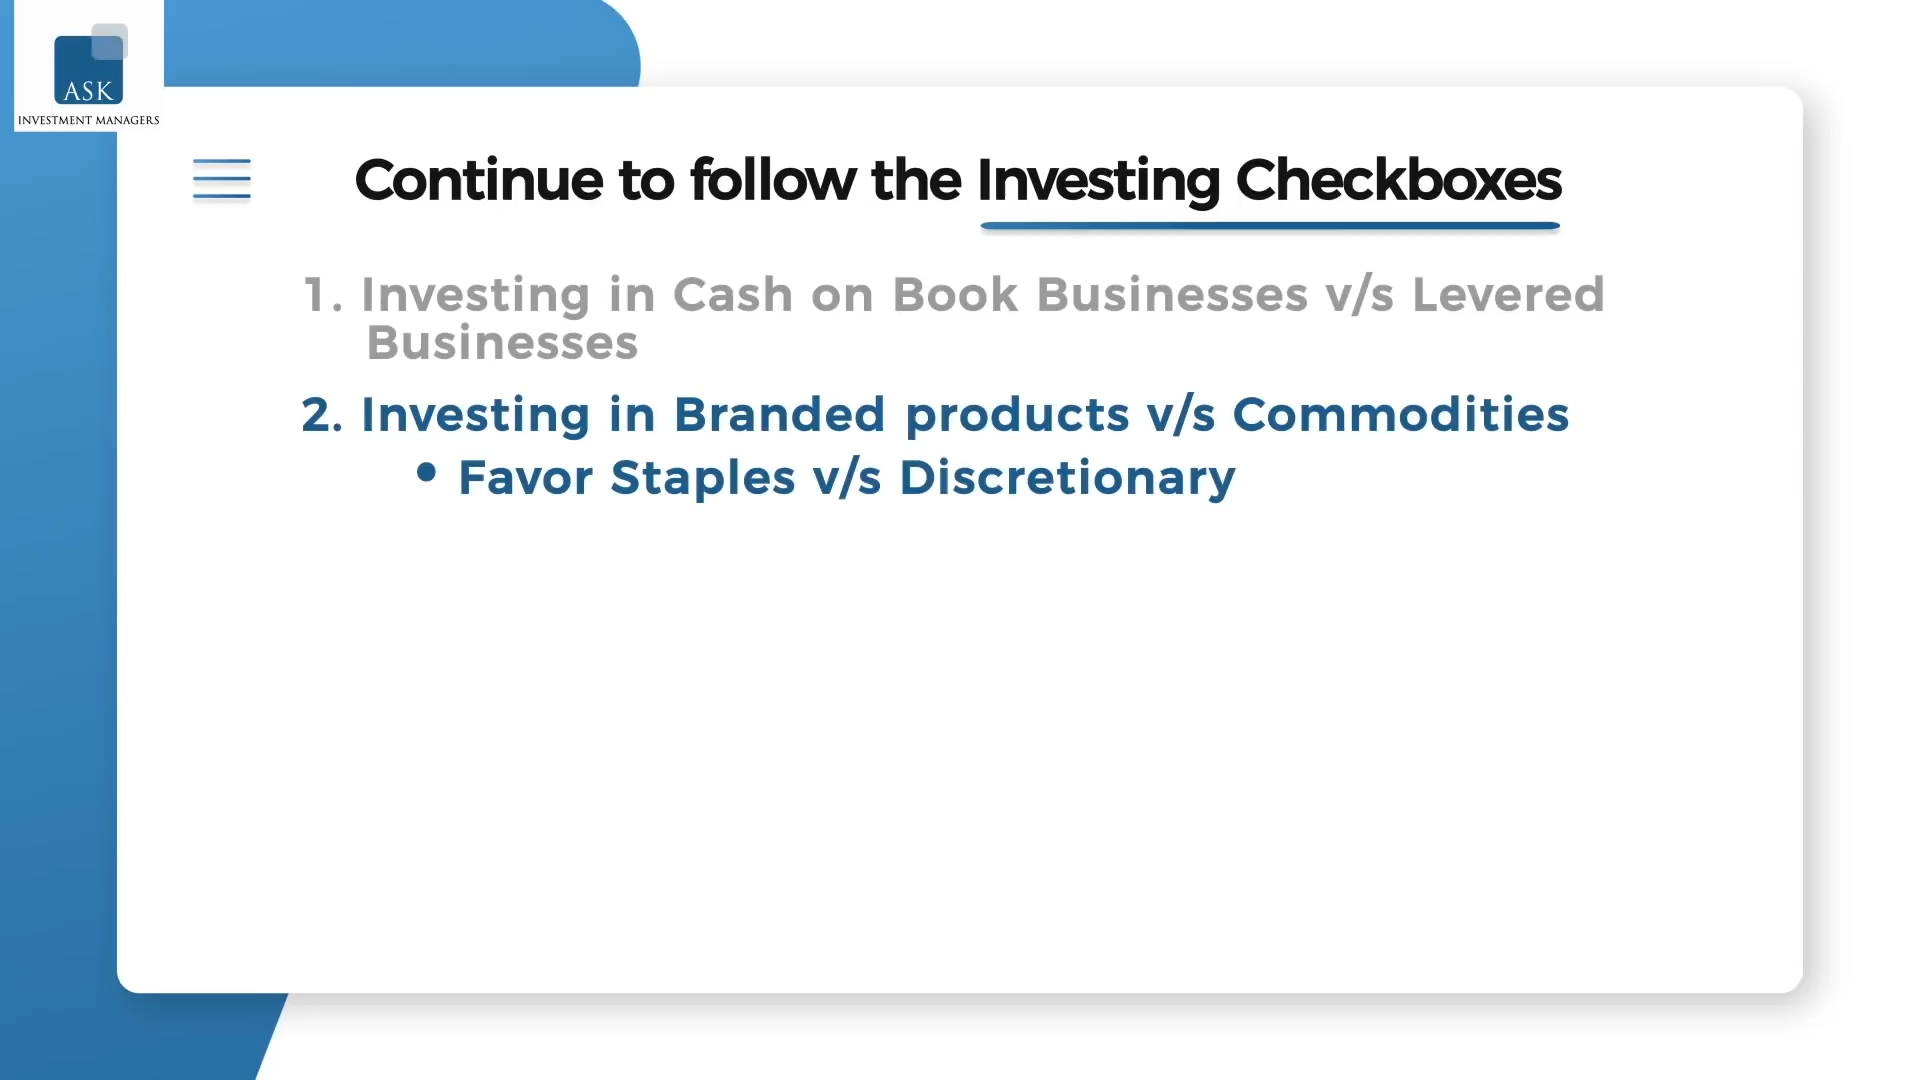 ASK
INVESTMENT MANAGERS
Continue to follow the Investing Checkboxes
1. Investing in Cash on Book Businesses v/s Levered
Businesses
2. Investing in Branded products v/s Commodities
• Favor Staples v/s Discretionary